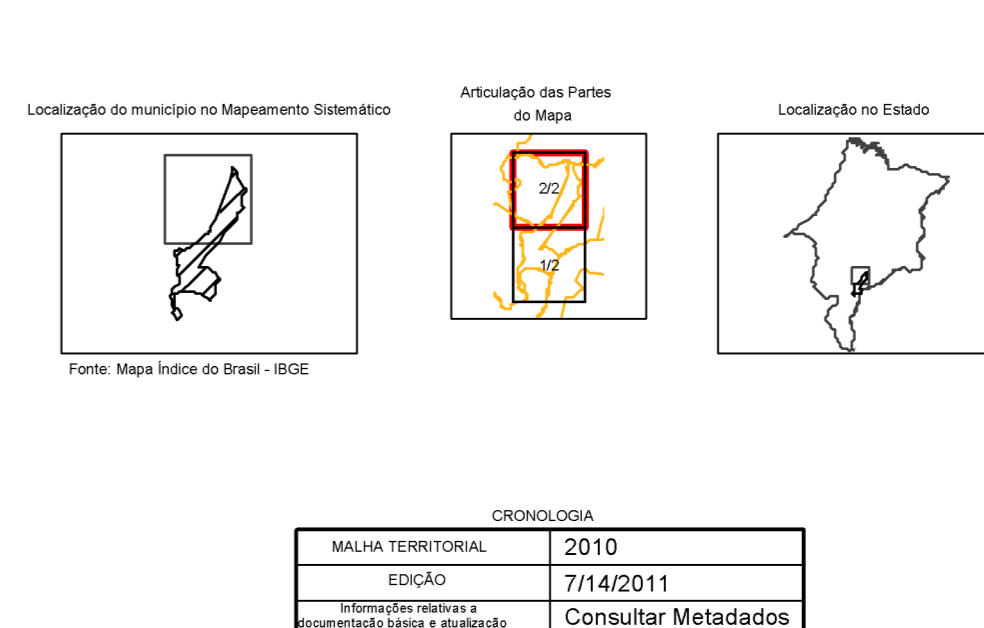 Localização do município no Mapeamento Sistemático
Fonte: Mapa Índice do Brasil - IBGE
Articulação das Partes
do Mapa
2/2
1/2
Localização no Estado
CRONOLOGIA
MALHA TERRITORIAL 2010
EDIÇÃO 7/14/2011
Informações relativas a
documentação básica e atualização Consultar Metadados